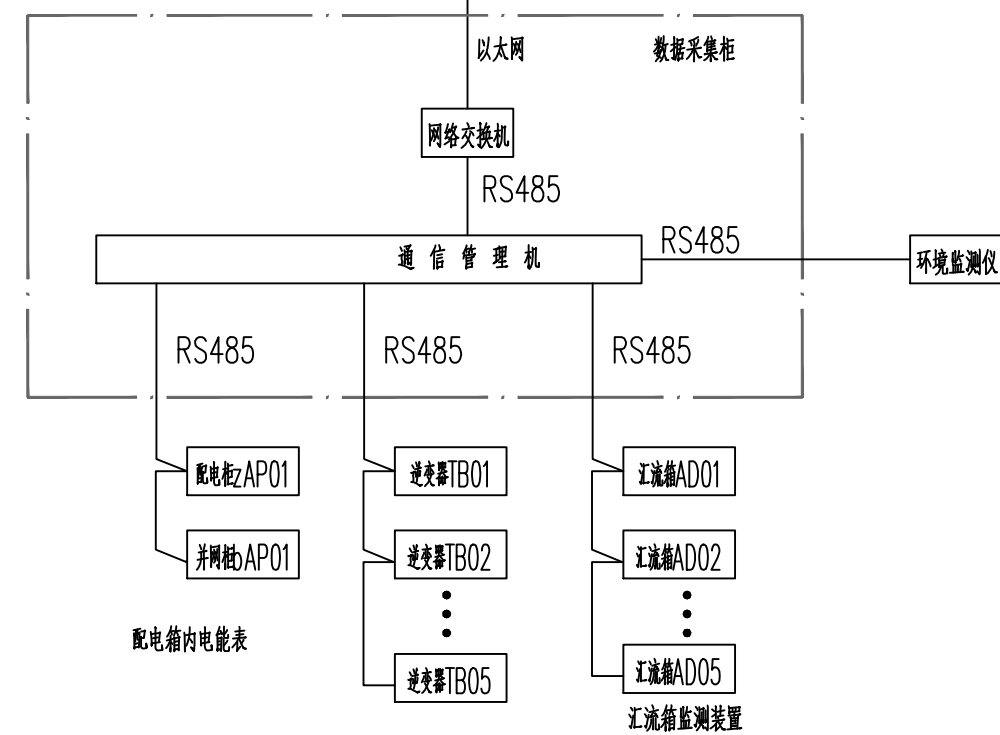 以太网
数据采集柜
网络交换机
RS485
通信管理机
RS485
环境监测仪
RS485
RS485
RS485
配电柜zAP01
逆变器TB01
汇流箱AD01
并网柜bAP01
逆变器TB02
汇流箱AD02
配电箱内电能表
逆变器TB05
汇流箱AD05
汇流箱监测装置